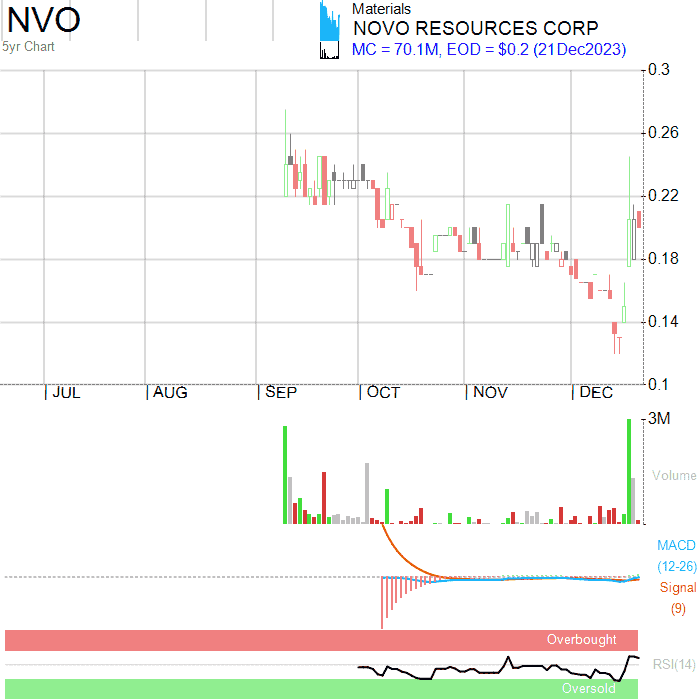 NVO
5yr Chart
Materials
NOVO RESOURCES CORP
MC = 70.1M, EOD = $0.2 (21Dec2023)
0.3
0.26
0.22
0.18
0.14
0.1
| JUL | AUG | SEP | OCT | NOV | DEC
3M
Volume
MACD
(12-26)
Signal
(9)
Overbought
RSI(14)
Oversold